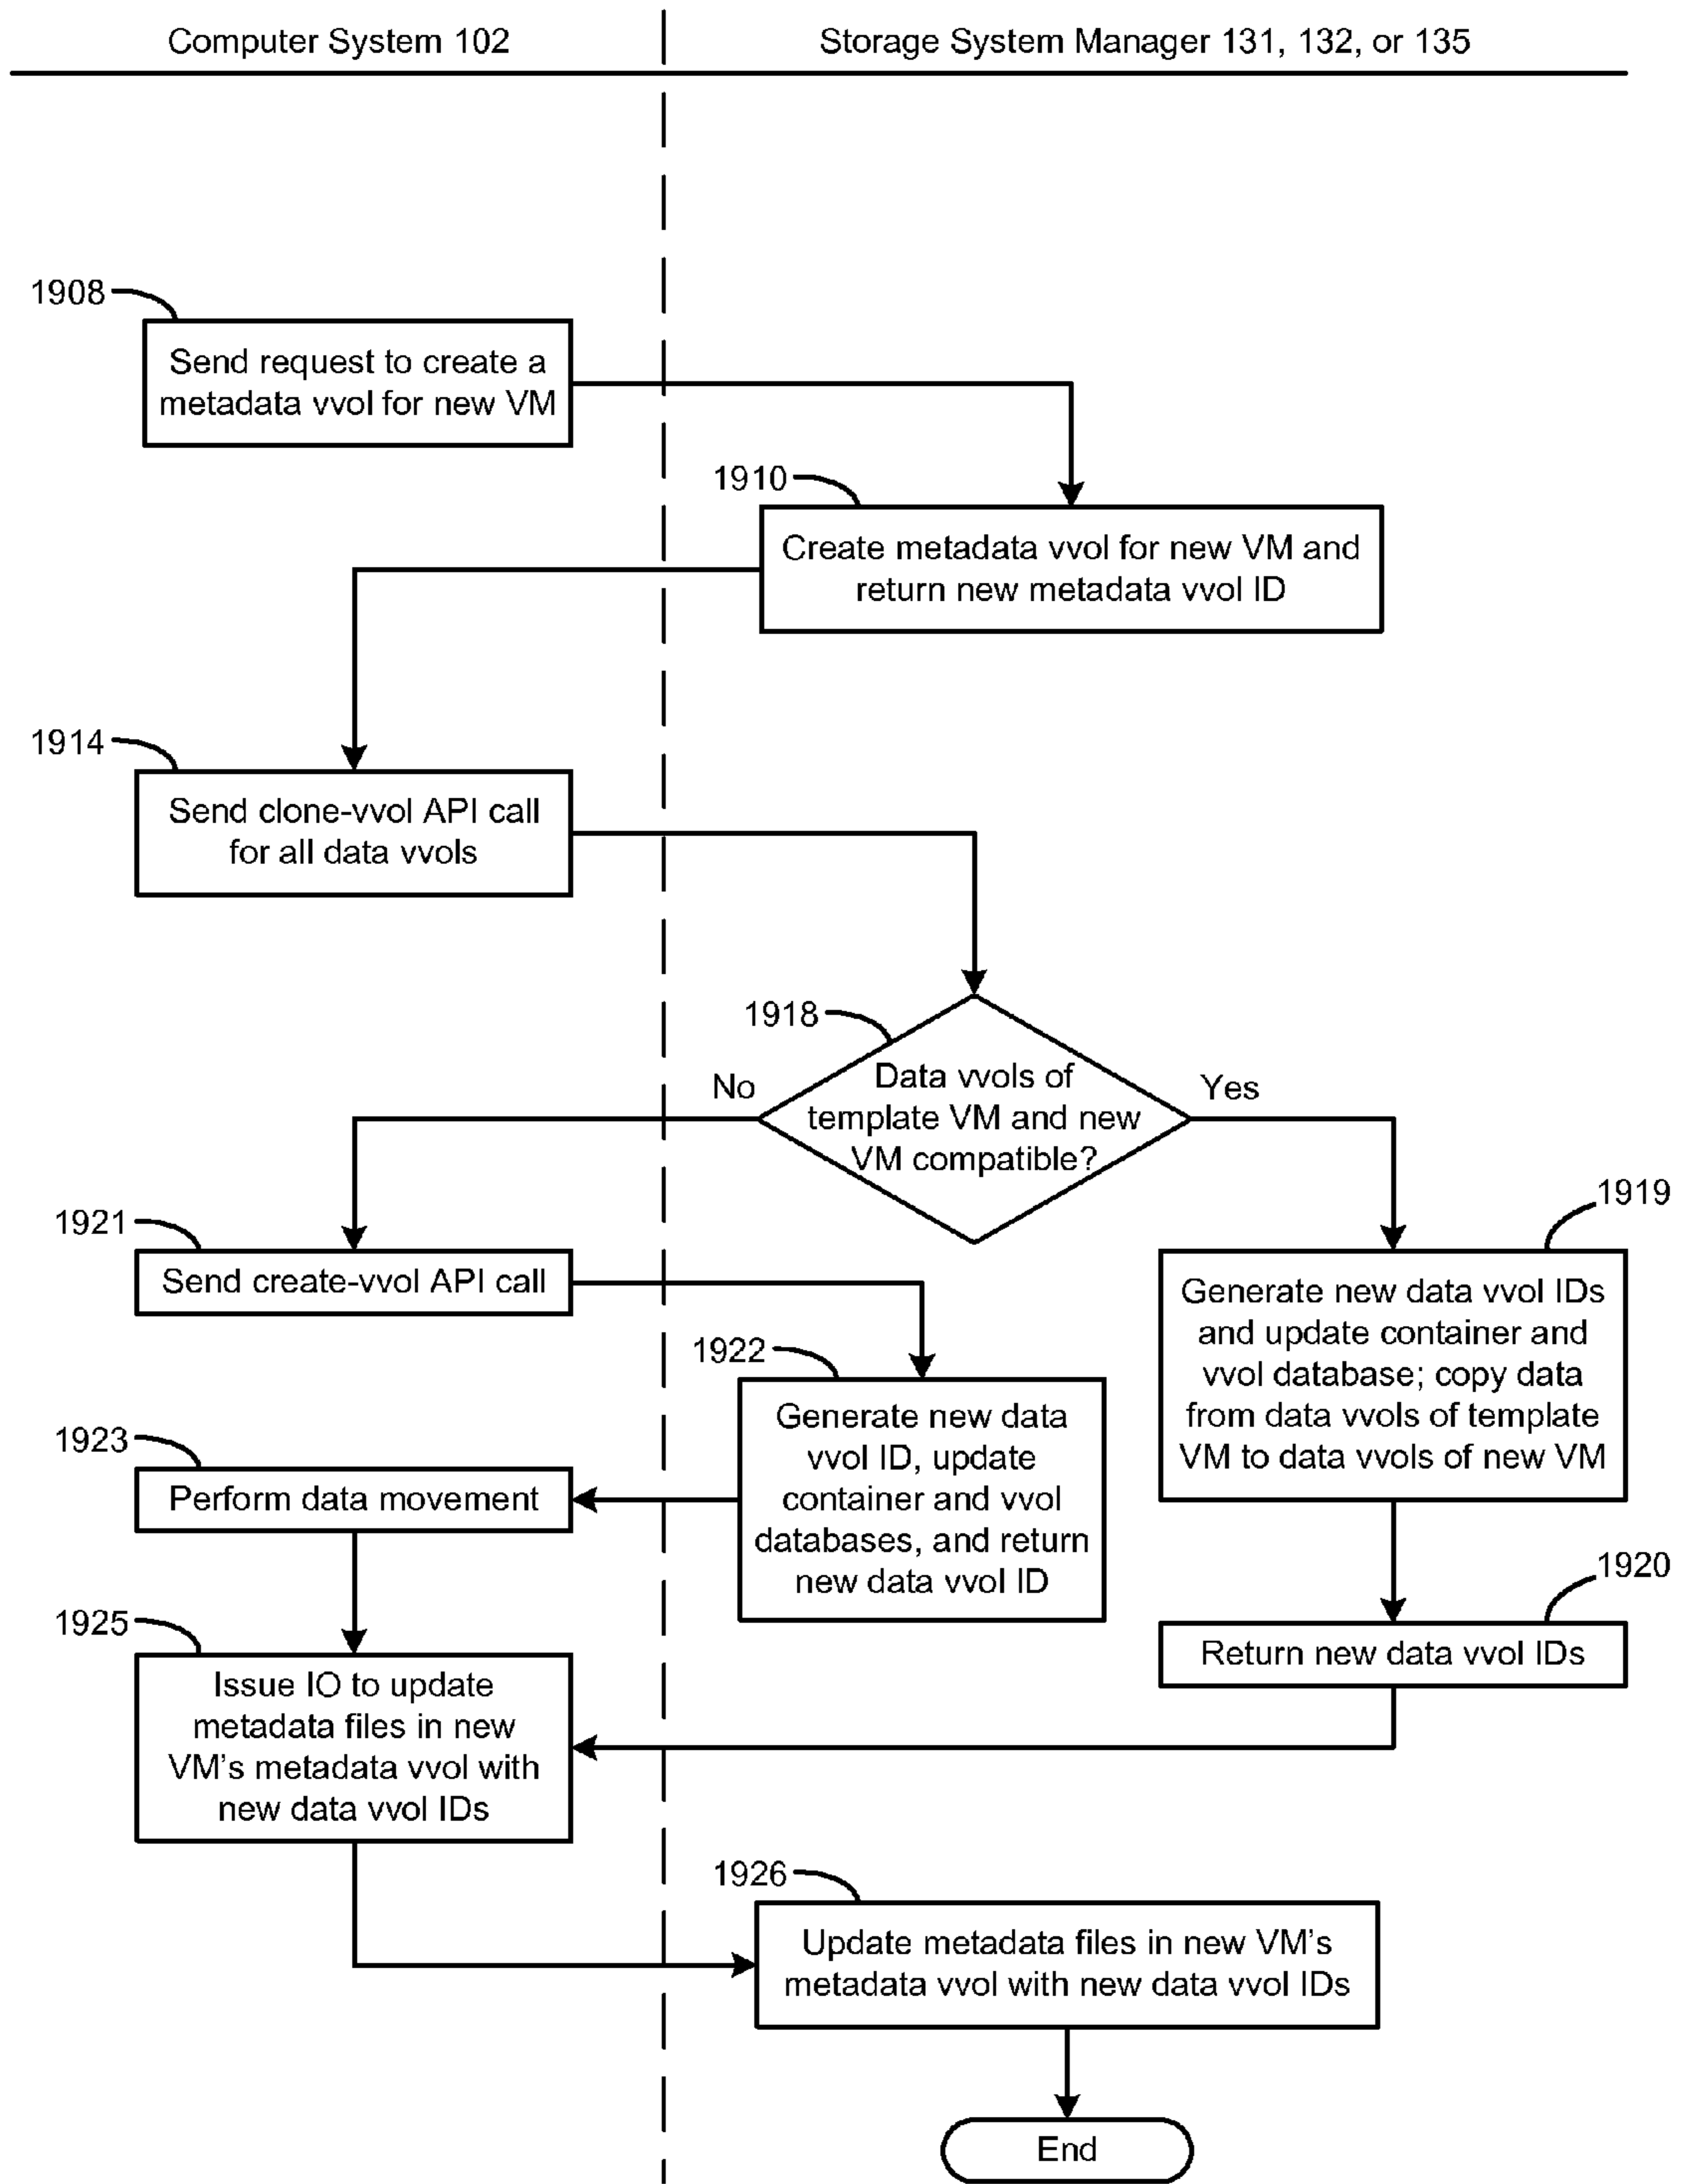 Computer System 102
Storage System Manager 131, 132, or 135
1908
Send request to create a
metadata vvol for new VM
1910
Create metadata vvol for new VM and
return new metadata vvol ID
1914
Send clone-vvol API call
for all data vvols
1918
Data vvols of
template VM and new
VM compatible?
No
Yes
1921
Send create-vvol API call
1919
Generate new data vvol IDs
and update container and
vvol database; copy data
from data vvols of template
VM to data vvols of new VM
1922
Generate new data
vvol ID, update
container and vvol
databases, and return
new data vvol ID
1923
Perform data movement
1920
Return new data vvol IDs
1925
Issue IO to update
metadata files in new
VM's metadata vvol with
new data vvol IDs
1926
Update metadata files in new VM's
metadata vvol with new data vvol IDs
End